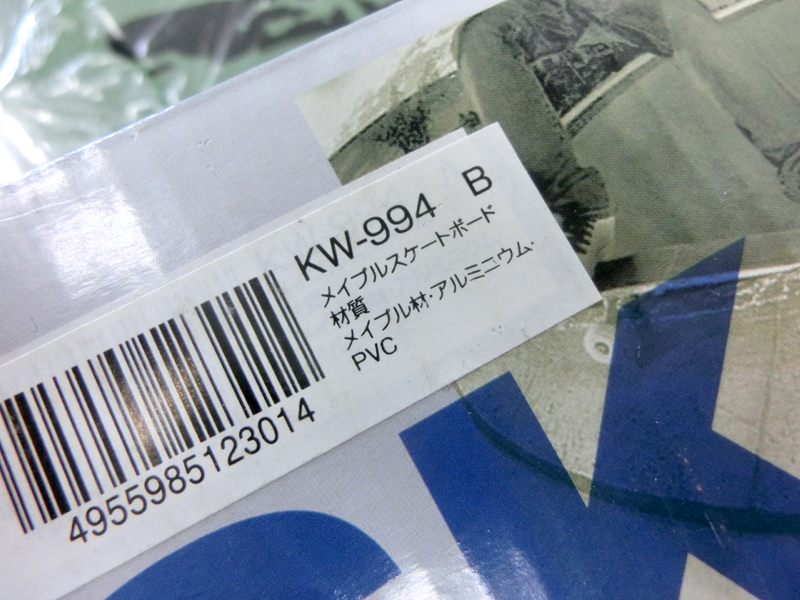 KW-994 B
メイプルスケートボード
材質
メイプル材・アルミニウム・
PVC
4955985123014